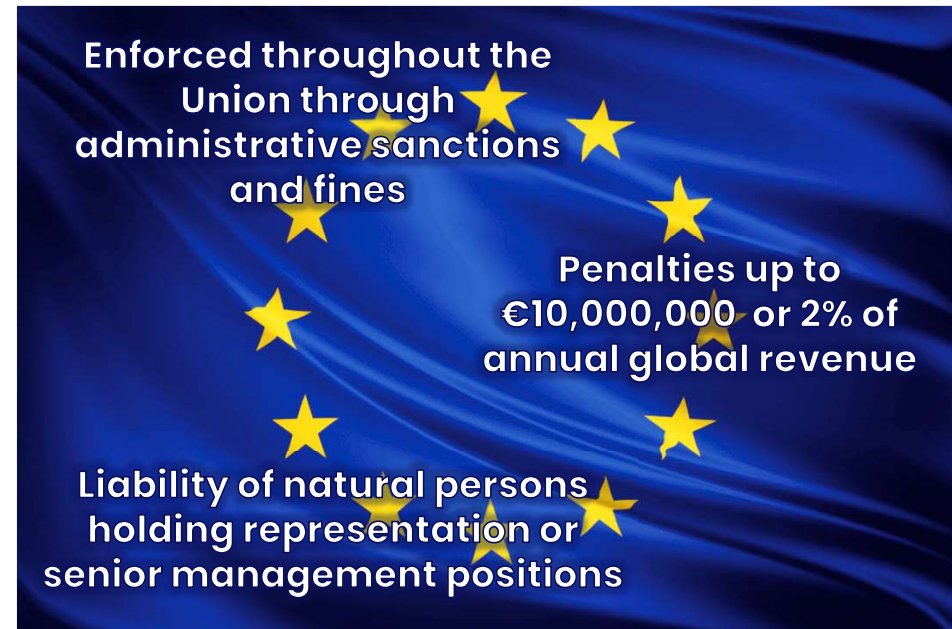 Enforced throughout the
Union through
administrative sanctions
and fines
Penalties up to
€10,000,000 or 2% of
annual global revenue
Liability of natural persons
holding representation or
senior management positions